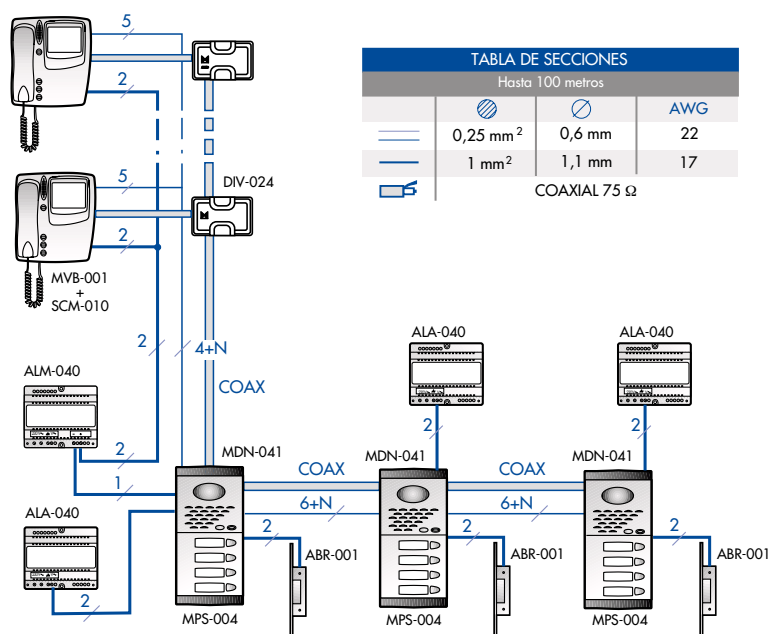 5
2
TABLA DE SECCIONES
Hasta 100 metros
AWG
0,25 mm² 0,6 mm 22
1 mm² 1,1 mm 17
COAXIAL 75 Ω
5
DIV-024
2
MVB-001
+
SCM-010
2 4+N
COAX
ALM-040
2
1
ALA-040
2
ALA-040
2
ALA-040
2
MDN-041
COAX
6+N
MDN-041
COAX
6+N
MDN-041
2
ABR-001
2
ABR-001
2
ABR-001
MPS-004
MPS-004
MPS-004